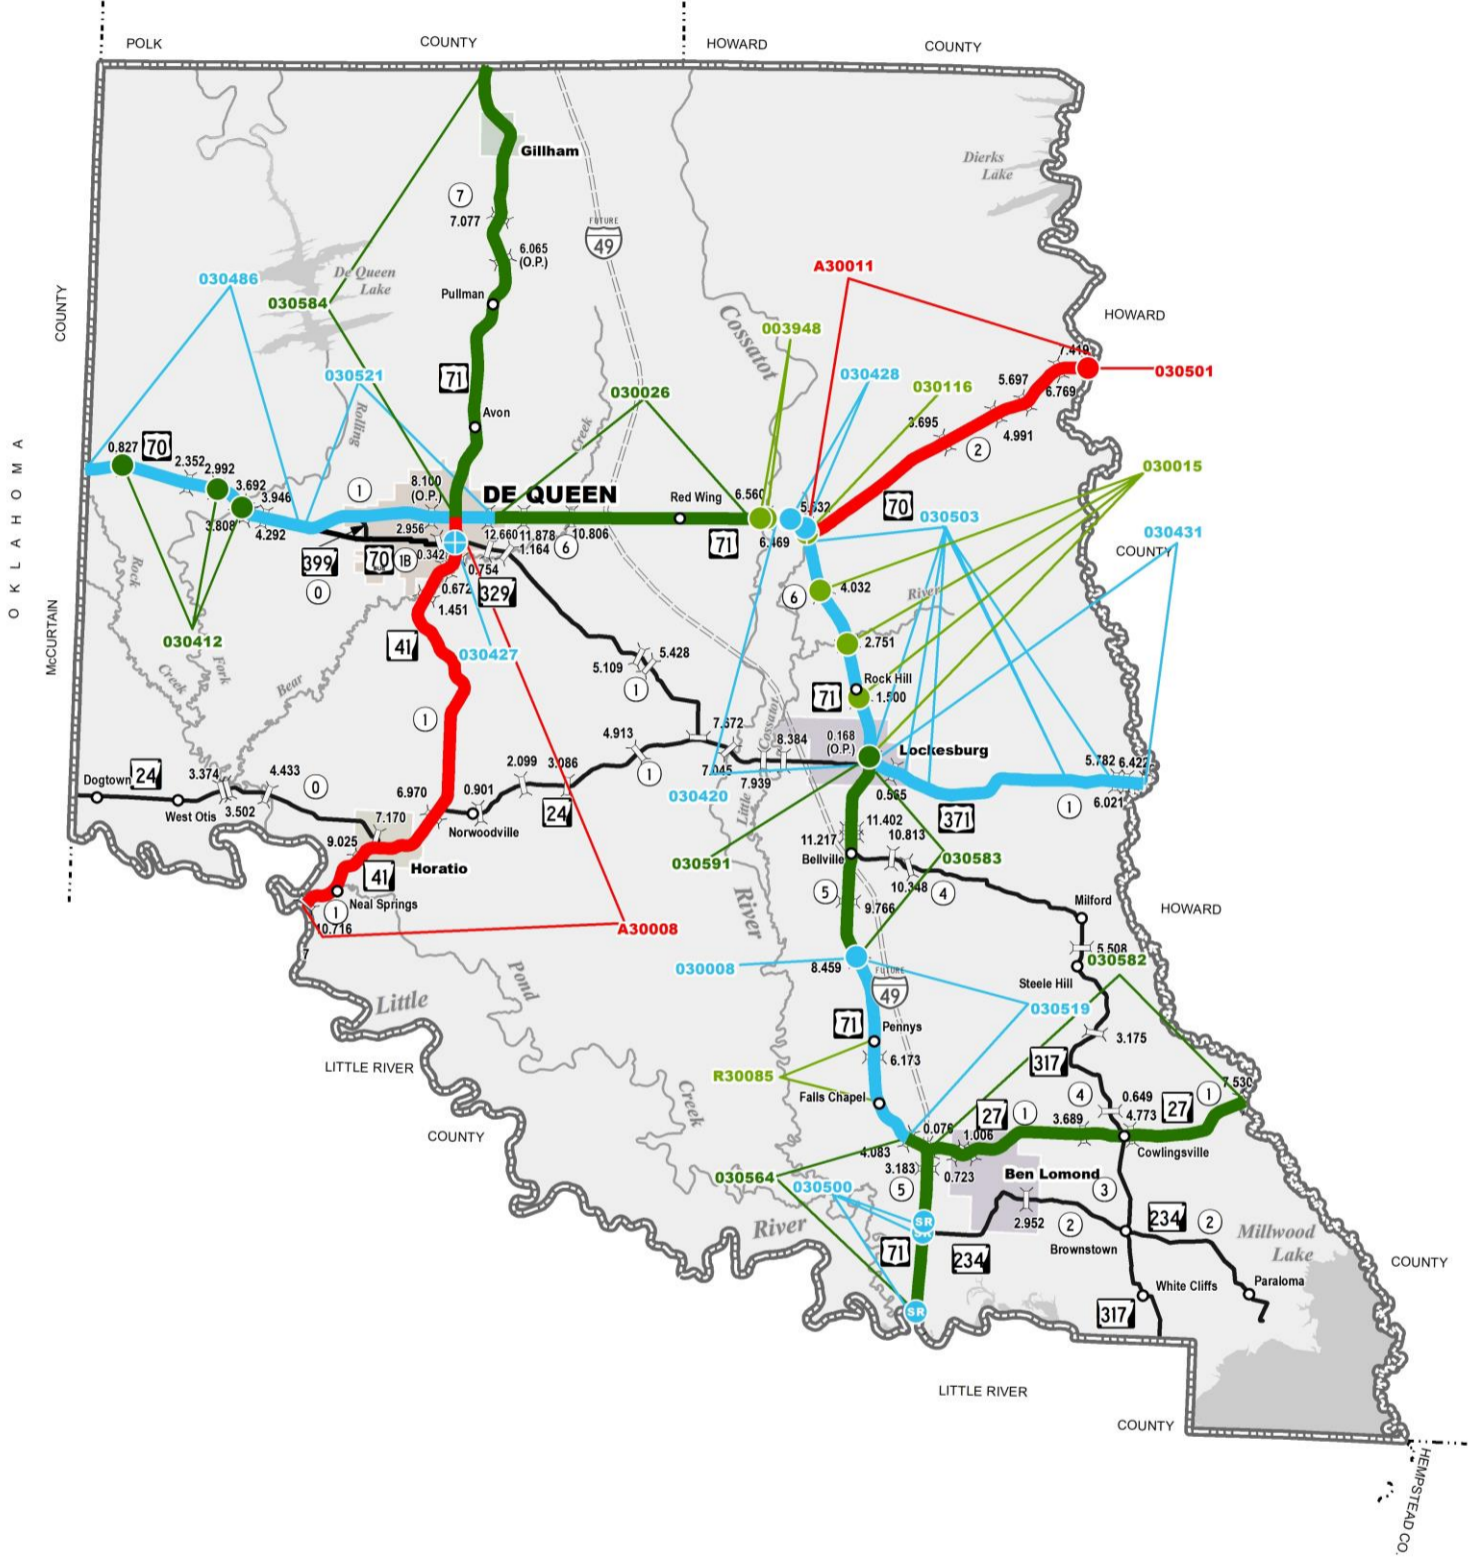 POLK
COUNTY
HOWARD
COUNTY
Gillham
Dierks
Lake
7
7.077
FUTURE
49
6.065
(O.P.)
De Queen
Lake
030486
030584
Pullman
A30011
COUNTY
HOWARD
Cossatot
003948
7.419
030521
71
030428
030116
5.697
6.769
030501
Rolling
030026
Avon
Creek
3.695
4.991
2
OKLAHOMA
0.827
70
2.352
2.992
3.692
3.946
1
8.100
(O.P.)
DE QUEEN
Red Wing
6.560
5.632
70
030015
030503
030431
3.808
4.292
2.956
12.660
11.878
10.806
71
6.469
COUNTY
399
70
1B
0.342
1.164
6
0
0.754
0.672
329
1.451
6
4.032
River
McCURTAIN
Rock
Creek
Fork
030412
Bear
41
030427
5.109
5.428
1
2.751
Rock Hill
71
1.500
1
4.913
7.672
Cossatot
8.384
0.168
(O.P.)
Lockesburg
Dogtown
24
3.374
4.433
0
2.099
3.086
7.045
7.939
5.782
6.422
West Otis
3.502
6.970
0.901
1
030420
Little
0.565
1
6.021
7.170
Norwoodville
24
371
9.025
11.402
10.813
11.217
Bellville
030591
030583
Horatio
41
10.348
4
Neal Springs
1
10.716
River
5
9.766
Milford
HOWARD
A30008
7
5.508
030582
030008
8.459
FUTURE
49
Steele Hill
Pond
Little
030519
71
Pennys
3.175
LITTLE RIVER
6.173
317
R30085
Creek
Falls Chapel
27
1
4
0.649
27
1
7.530
COUNTY
0.076
1.006
3.689
4.773
4.083
Cowlingsville
030564
030500
3.183
0.723
Ben Lomond
5
3
SR
SR
2.952
2
234
2
River
71
234
Brownstown
Millwood
Lake
COUNTY
White Cliffs
Paraloma
SR
317
LITTLE RIVER
COUNTY
HEMPSTEAD CO.